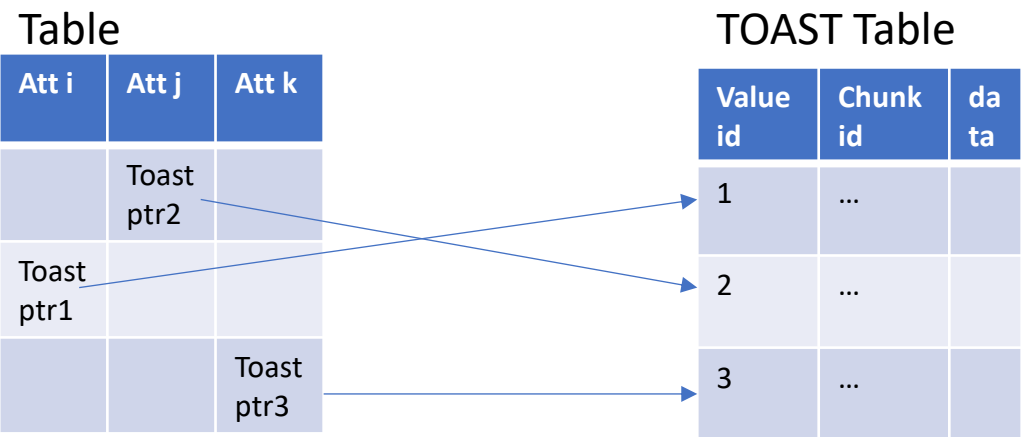 Table
Att i
Att j
Att k
Toast
ptr2
Toast
ptr1
Toast
ptr3
TOAST Table
Value
id
Chunk
id
da
ta
1
...
2
...
3
...